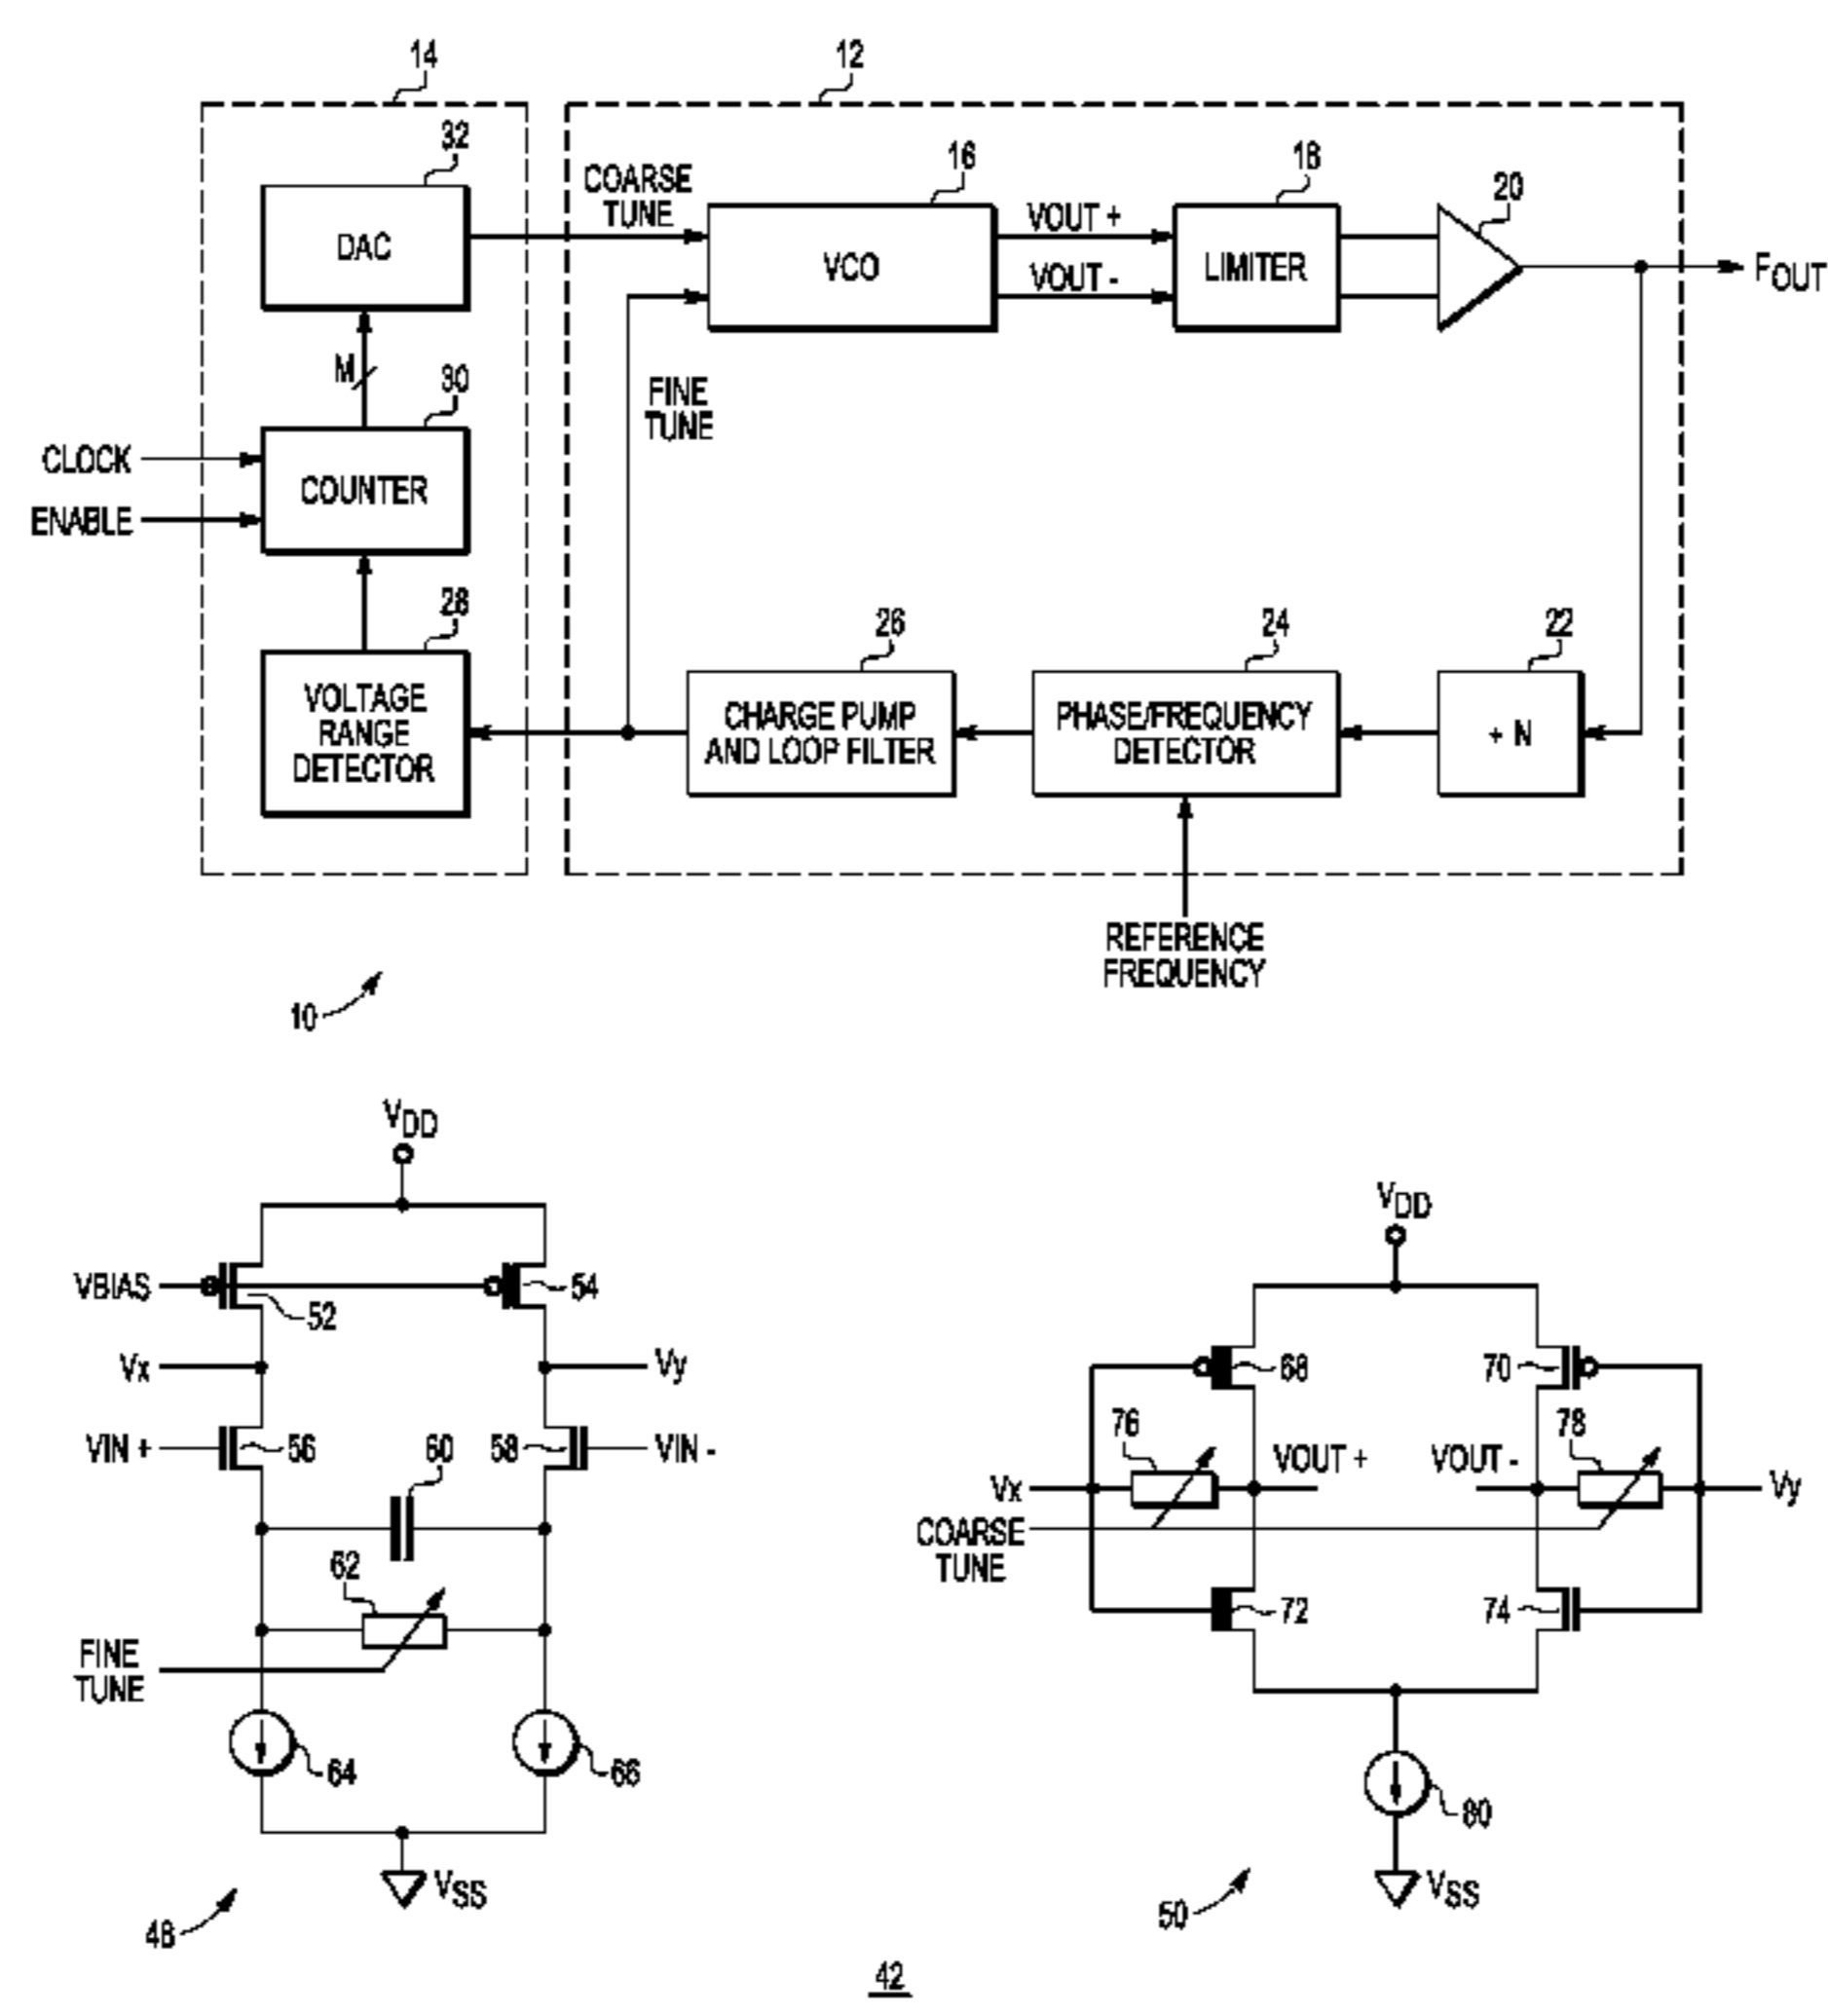 14
12
32
DAC
COARSE
TUNE
16
VCO
VOUT +
VOUT -
18
LIMITER
20
FOUT
M
FINE
TUNE
30
CLOCK
ENABLE
COUNTER
28
VOLTAGE
RANGE
DETECTOR
26
CHARGE PUMP
AND LOOP FILTER
24
PHASE/FREQUENCY
DETECTOR
22
÷ N
REFERENCE
FREQUENCY
10
VDD
VBIAS
52
54
Vx
Vy
VIN +
56
60
58
VIN -
62
FINE
TUNE
64
66
VSS
48
VDD
68
70
76
78
Vx
VOUT +
VOUT -
Vy
COARSE
TUNE
72
74
80
VSS
50
42